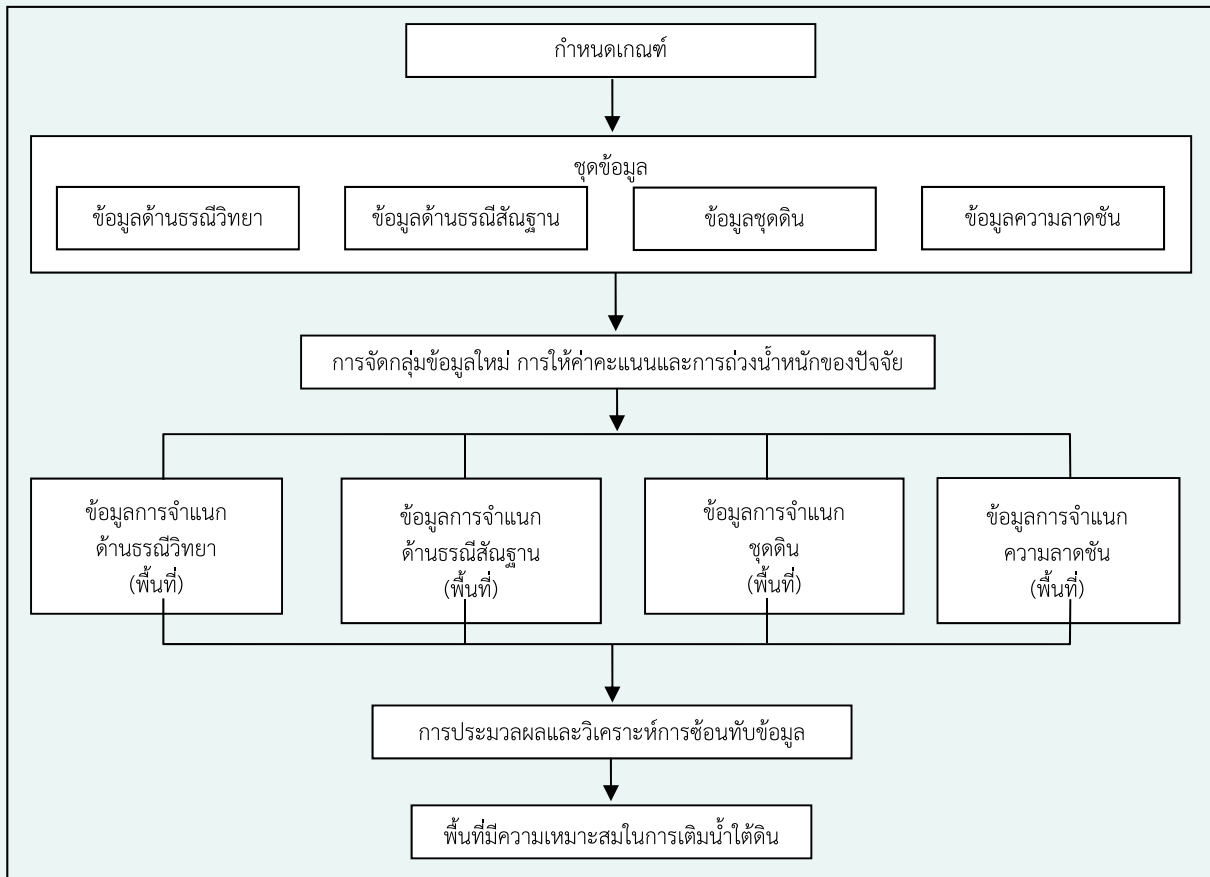 กำหนดเกณฑ์
ชุดข้อมูล
ข้อมูลด้านธรณีวิทยา
ข้อมูลด้านธรณีสัณฐาน
ข้อมูลชุดดิน
ข้อมูลความลาดชัน
การจัดกลุ่มข้อมูลใหม่ การให้ค่าคะแนนและการถ่วงน้ำหนักของปัจจัย
ข้อมูลการจำแนก
ด้านธรณีวิทยา
(พื้นที่)
ข้อมูลการจำแนก
ด้านธรณีสัณฐาน
(พื้นที่)
ข้อมูลการจำแนก
ชุดดิน
(พื้นที่)
ข้อมูลการจำแนก
ความลาดชัน
(พื้นที่)
การประมวลผลและวิเคราะห์การซ้อนทับข้อมูล
พื้นที่มีความเหมาะสมในการเติมน้ำใต้ดิน